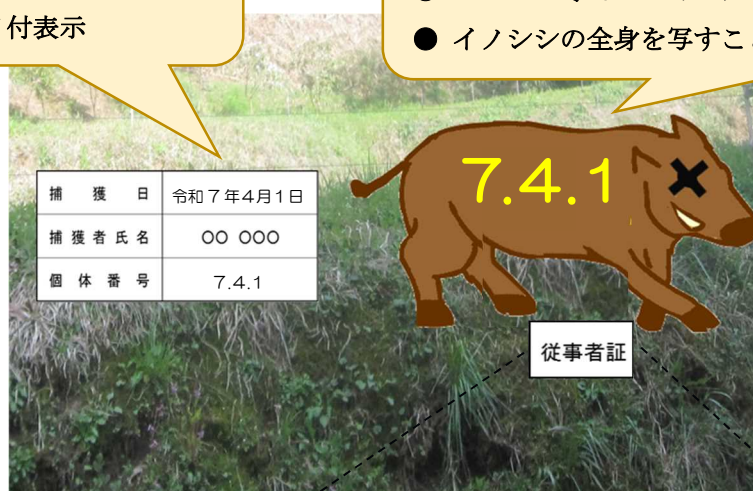 付表示
● イノシシの全身を写すこ
捕獲日 令和7年4月1日
捕獲者氏名 〇〇 〇〇〇
個体番号 7.4.1
7.4.1
従事者証